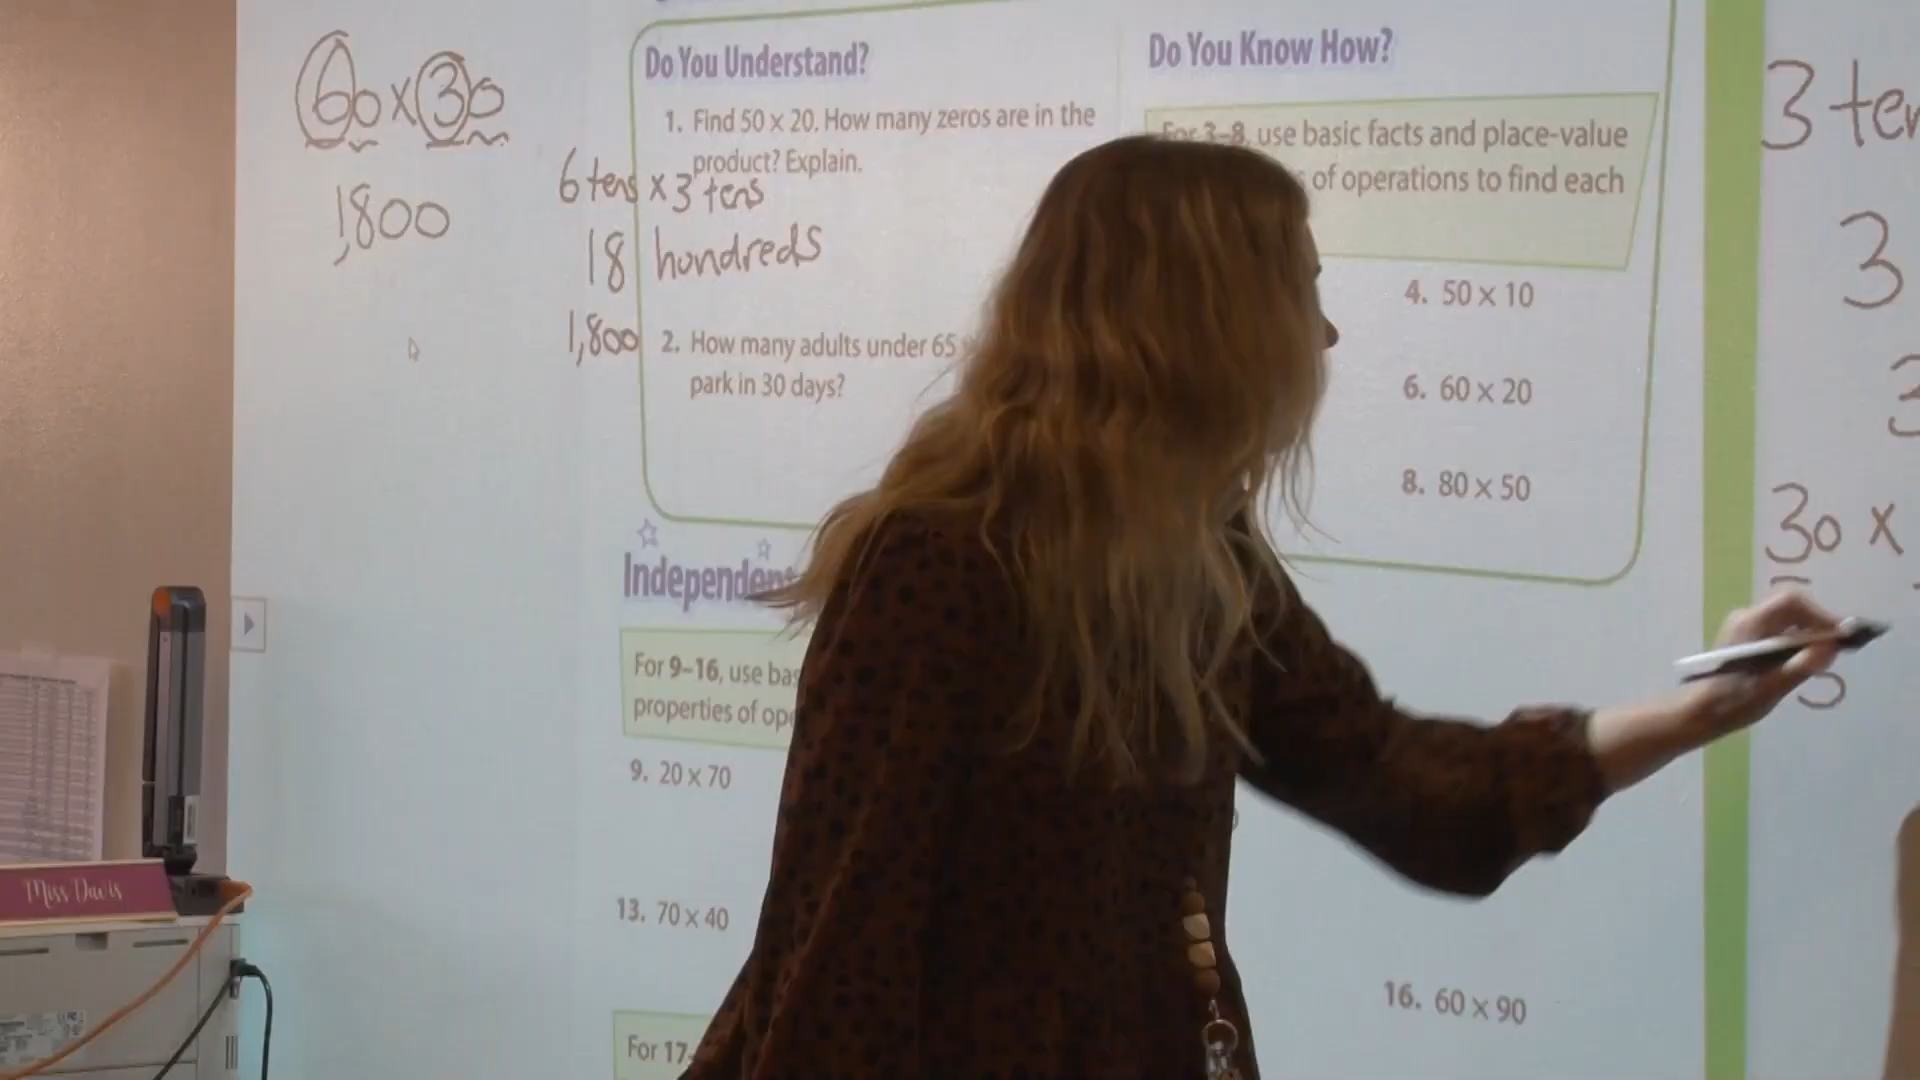 60 x 30
1,800
6 tens x 3 tens
18 hundreds
1,800
Do You Understand?
1. Find 50 × 20. How many zeros are in the
product? Explain.
2. How many adults under 65
park in 30 days?
Do You Know How?
For 3–8, use basic facts and place-value
of operations to find each
4. 50 × 10
6. 60 × 20
8. 80 × 50
Independent
For 9–16, use
properties of
9. 20 × 70
13. 70 × 40
16. 60 × 90
For 17
3
3
3
30 x
Miss Davis